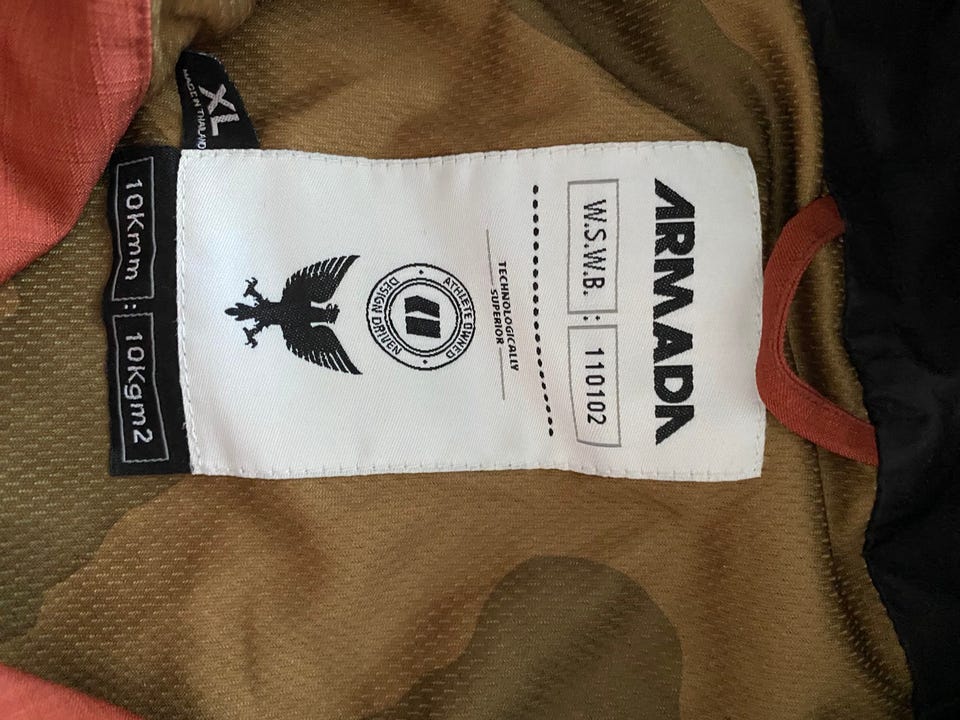 ARMADA
W.S.W.B. : 110102
TECHNOLOGICALLY
SUPERIOR
ATHLETE OWNED
DESIGN DRIVEN
10Kmm : 10Kgm2
XL
MADE IN THAILAND